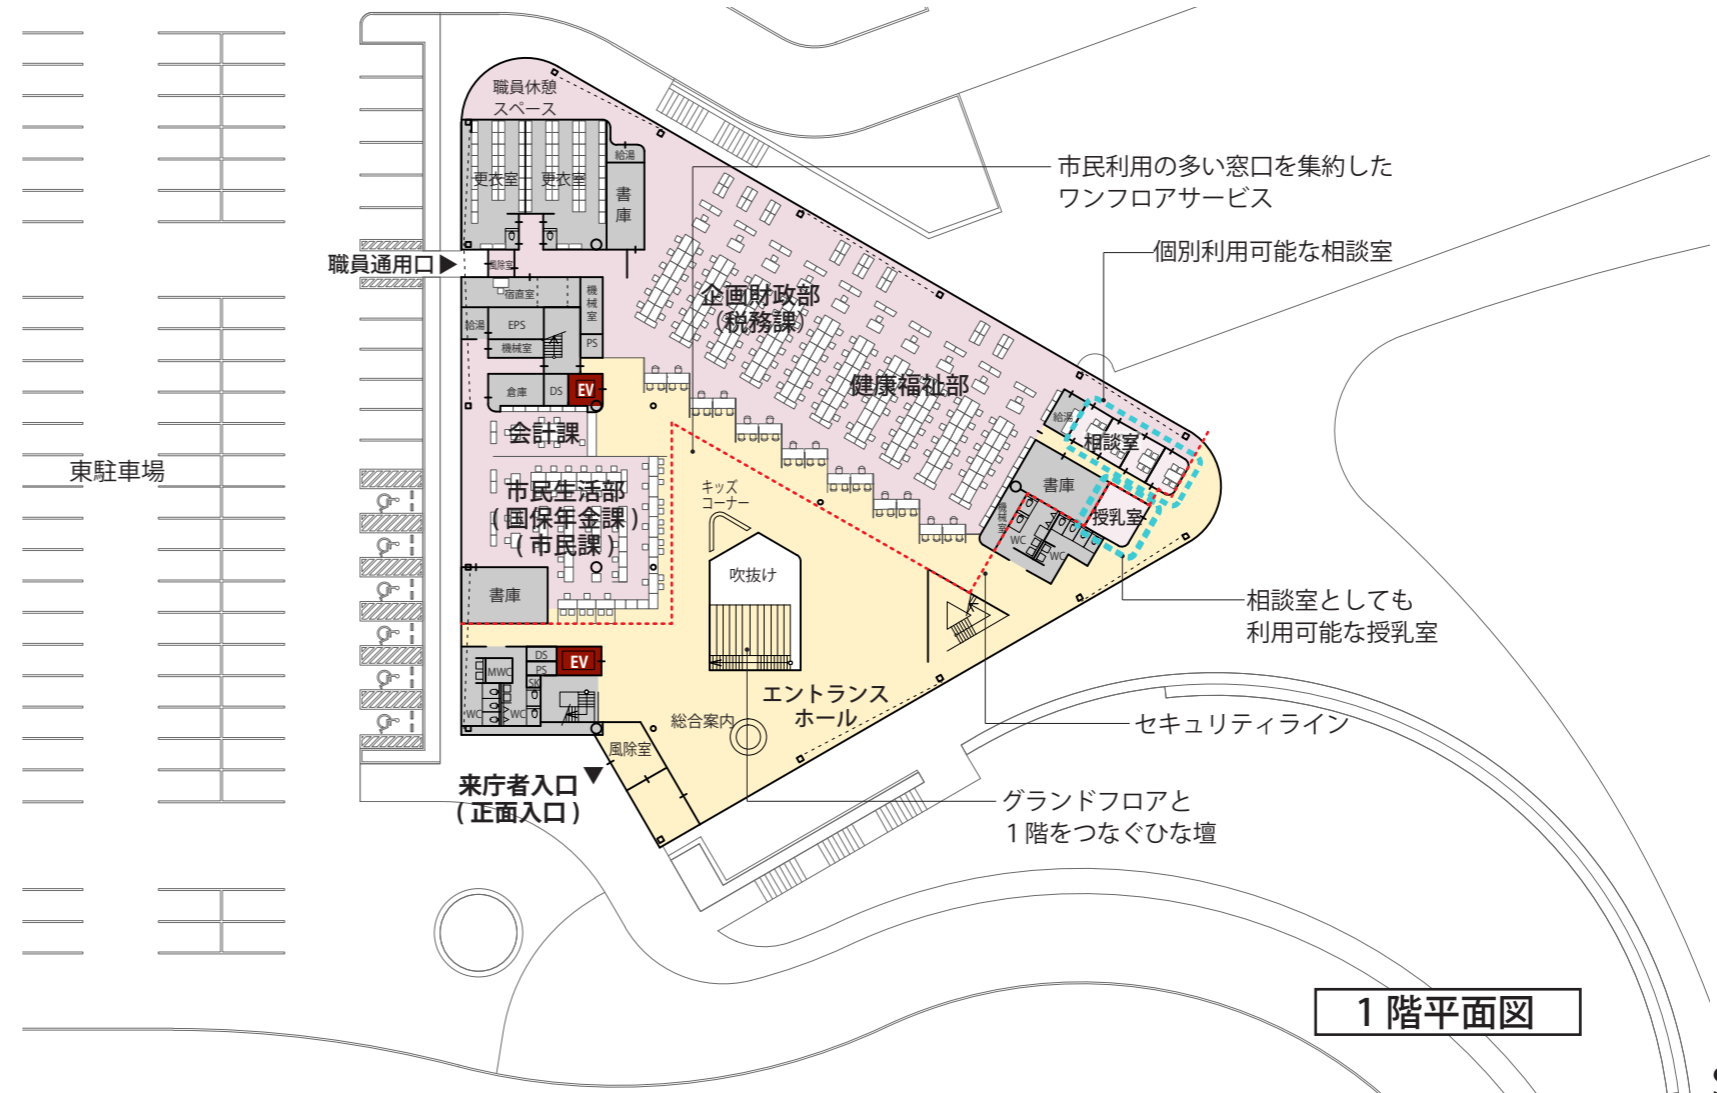 職員休憩
スペース
更衣室
更衣室
給湯
書庫
職員通用口▶
風除室
宿直室
機械室
給湯
EPS
機械室
PS
倉庫
DS
EV
会計課
市民生活部
(国保年金課)
(市民課)
書庫
DS
PS
SK
EV
MWC
WC
WC
企画財政部
(税務課)
健康福祉部
キッズ
コーナー
吹抜け
エントランス
ホール
総合案内
風除室
来庁者入口
(正面入口)
給湯
相談室
書庫
授乳室
機械室
WC
WC
市民利用の多い窓口を集約した
ワンフロアサービス
個別利用可能な相談室
相談室としても
利用可能な授乳室
セキュリティライン
グランドフロアと
1階をつなぐひな壇
東駐車場
1階平面図